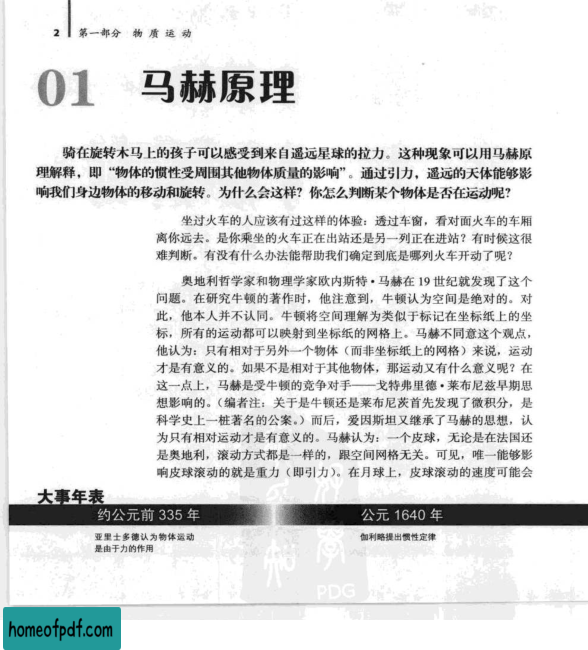 2 第一部分 物质运动
01 马赫原理
骑在旋转木马上的孩子可以感受到来自遥远星球的拉力。这种现象可以用马赫原
理解释，即“物体的惯性受周围其他物体质量的影响”。通过引力，遥远的天体能够影
响我们身边物体的移动和旋转。为什么会这样？你怎么判断某个物体是否在运动呢？
坐过火车的人应该有过这样的体验：透过车窗，看对面火车的车厢
离你远去。是你乘坐的火车正在出站还是另一列正在进站？有时候这很
难判断。有没有什么办法能帮助我们确定到底是哪列火车开动了呢？
奥地利哲学家和物理学家欧内斯特·马赫在 19 世纪就发现了这个
问题。在研究牛顿的著作时，他注意到，牛顿认为空间是绝对的。对
此，他本人并不认同。牛顿将空间理解为类似于标记在坐标纸上的坐
标，所有的运动都可以映射到坐标纸的网格上。马赫不同意这个观点，
他认为：只有相对于另外一个物体（而非坐标纸上的网格）来说，运动
才是有意义的。如果不是相对于其他物体，那运动又有什么意义呢？在
这一点上，马赫是受牛顿的竞争对手——戈特弗里德·莱布尼兹早期思
想影响的。（编者注：关于是牛顿还是莱布尼茨首先发现了微积分，是
科学史上一桩著名的公案。）而后，爱因斯坦又继承了马赫的思想，认
为只有相对运动才是有意义的。马赫认为：一个皮球，无论是在法国还
是奥地利，滚动方式都是一样的，跟空间网格无关。可见，唯一能够影
响皮球滚动的就是重力（即引力）。在月球上，皮球滚动的速度可能会
大事年表
约公元前 335 年 公元 1640 年
亚里士多德认为物体运动 伽利略提出惯性定律
是由于力的作用
PDG
homeofpdf.com